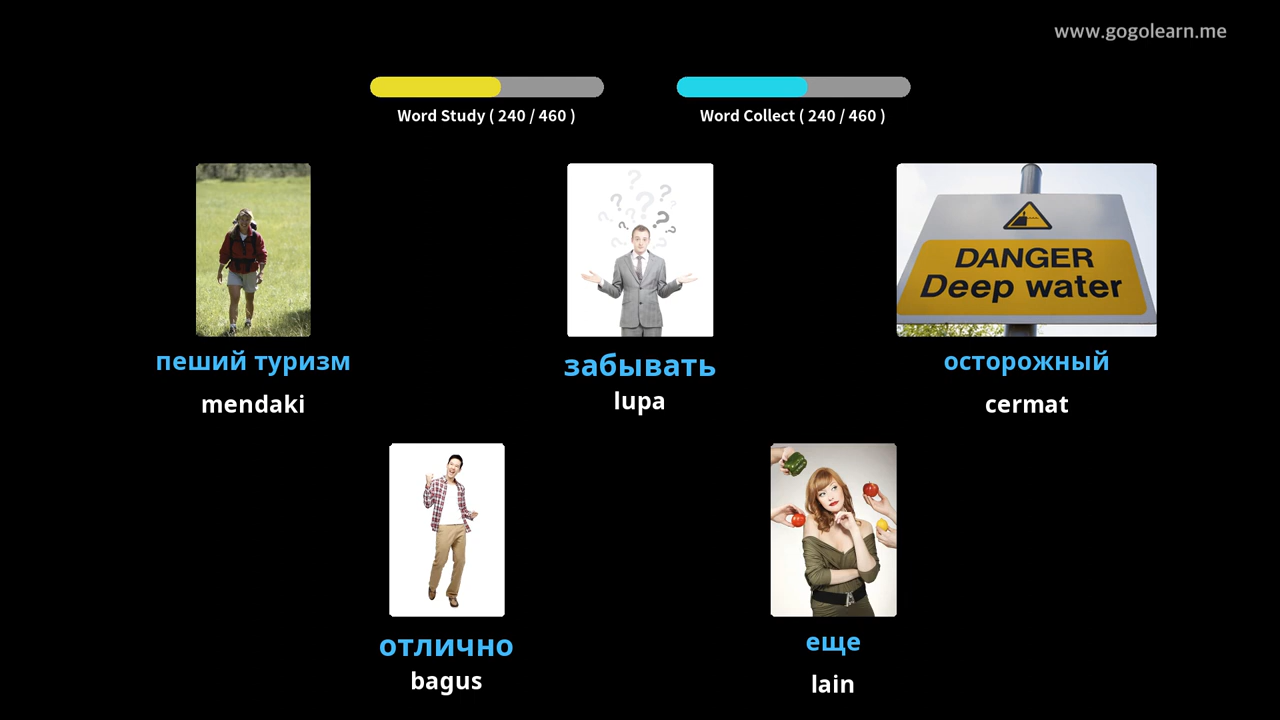 www.gogolearn.me
Word Study ( 240 / 460 )
Word Collect ( 240 / 460 )
DANGER
Deep water
пеший туризм
забывать
осторожный
mendaki
lupa
cermat
отлично
еще
bagus
lain